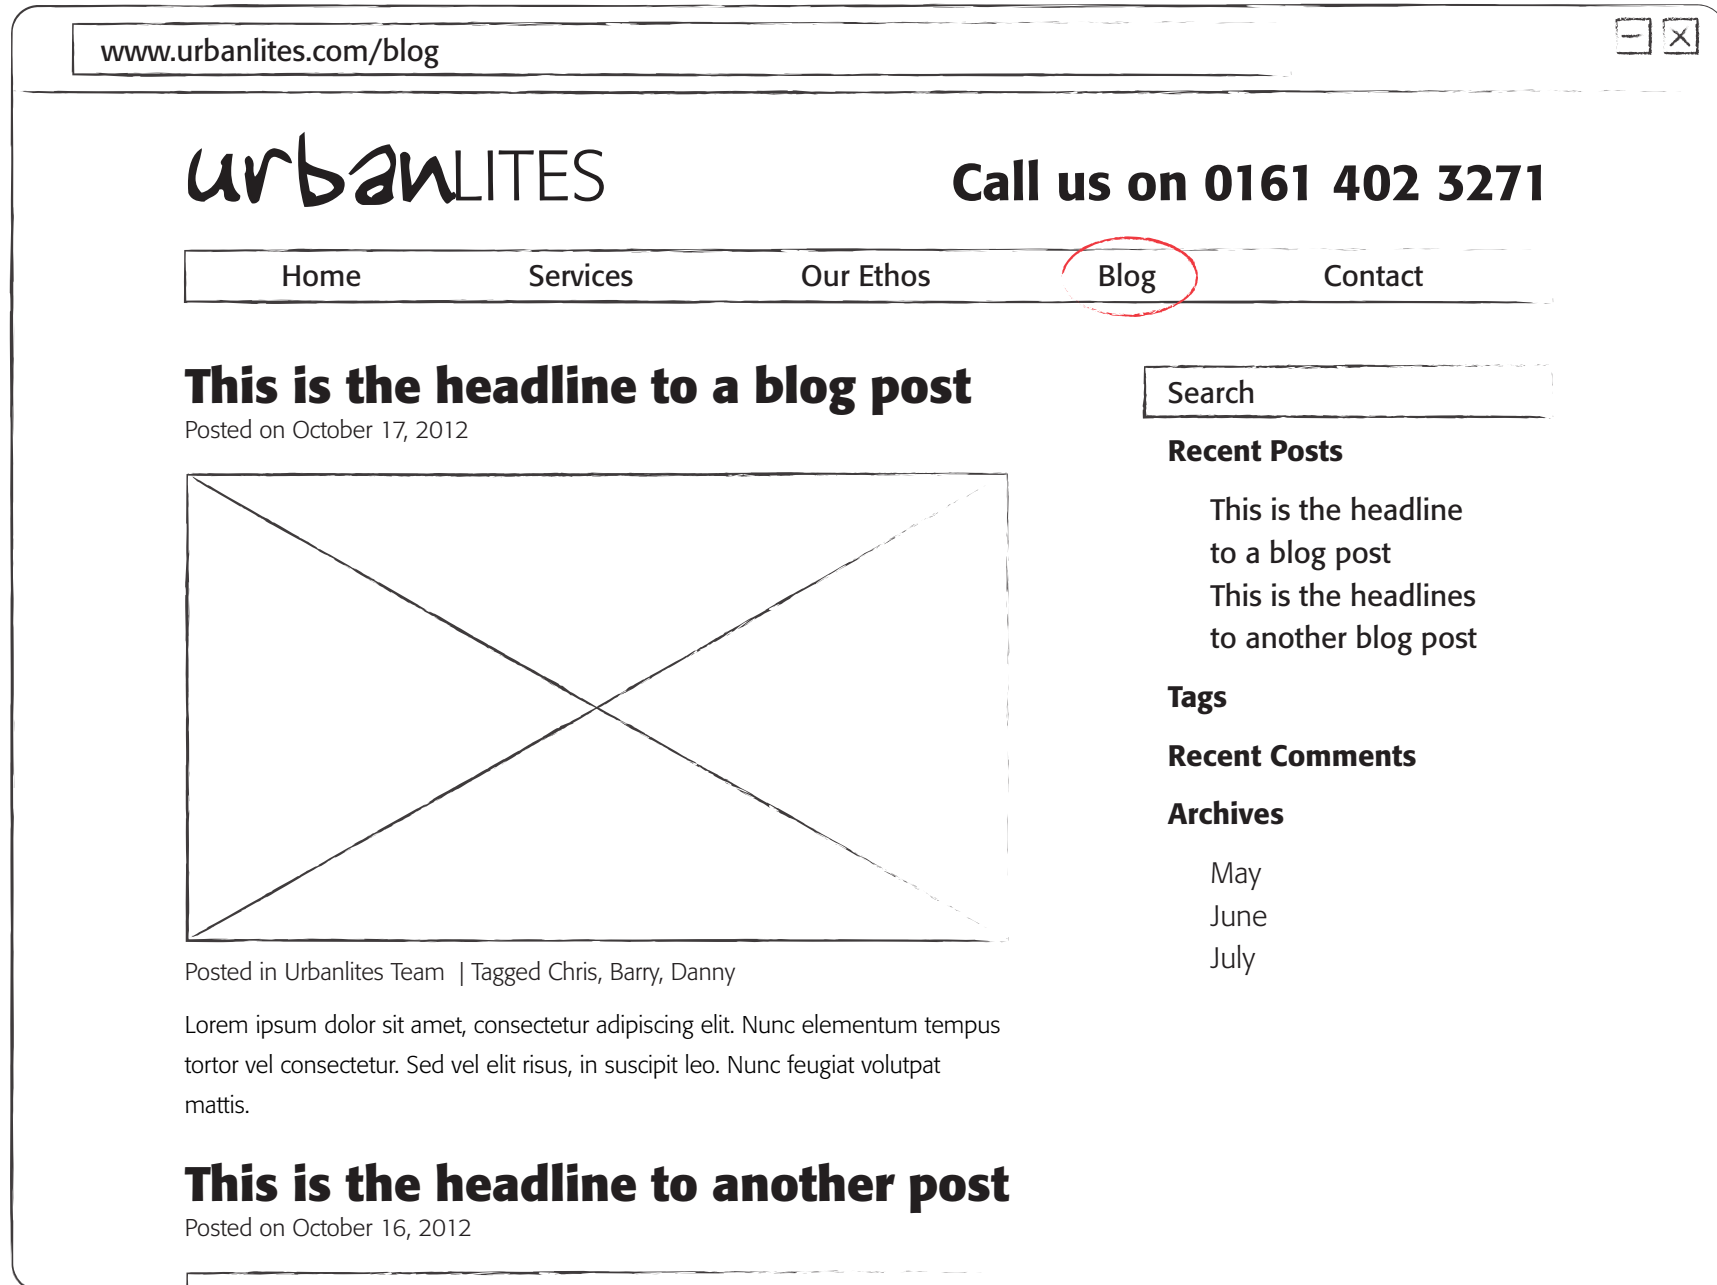 www.urbanlites.com/blog
urbanLITES
Call us on 0161 402 3271
Home Services Our Ethos Blog Contact
This is the headline to a blog post
Posted on October 17, 2012
Posted in Urbanlites Team | Tagged Chris, Barry, Danny
Lorem ipsum dolor sit amet, consectetur adipiscing elit. Nunc elementum tempus
tortor vel consectetur. Sed vel elit risus, in suscipit leo. Nunc feugiat volutpat
mattis.
This is the headline to another post
Posted on October 16, 2012
Search
Recent Posts
This is the headline
to a blog post
This is the headlines
to another blog post
Tags
Recent Comments
Archives
May
June
July